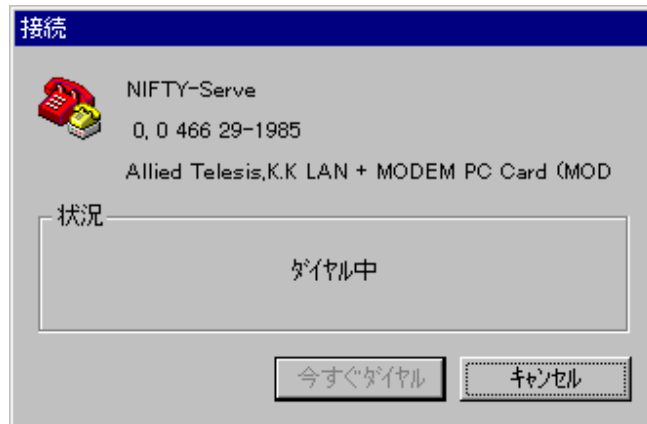 接続
NIFTY-Serve
0, 0 466 29-1985
Allied Telesis,K.K LAN + MODEM PC Card (MOD
状況
ﾀﾞｲﾔﾙ中
今すぐﾀﾞｲﾔﾙ
ｷｬﾝｾﾙ